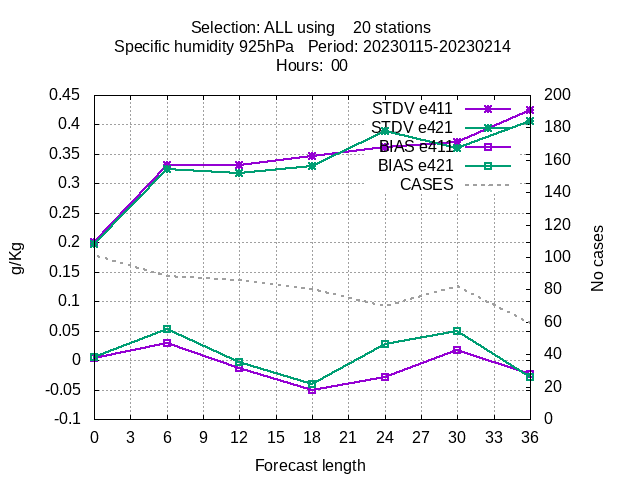 Selection: ALL using    20 stations
Specific humidity 925hPa   Period: 20230115-20230214
Hours:  00
0.45
0.4
0.35
0.3
0.25
0.2
0.15
0.1
0.05
0
-0.05
-0.1
g/Kg
STDV e411
STDV e421
BIAS e411
BIAS e421
CASES
200
180
160
140
120
100
80
60
40
20
0
No cases
0 3 6 9 12 15 18 21 24 27 30 33 36
Forecast length